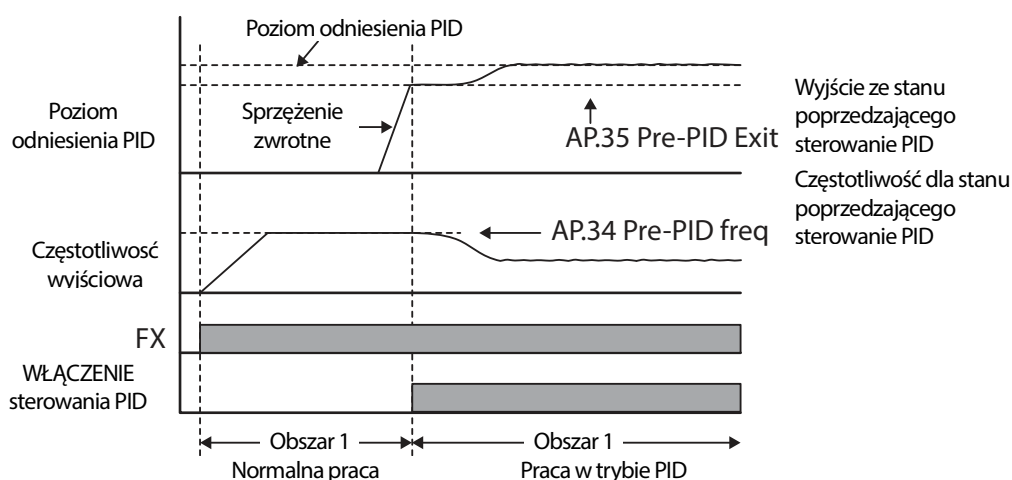 Poziom odniesienia PID
Poziom
odniesienia PID
Sprzężenie
zwrotne
AP.35 Pre-PID Exit
Wyjście ze stanu
poprzedzającego
sterowanie PID
Częstotliwość dla stanu
poprzedzającego
sterowanie PID
AP.34 Pre-PID freq
Częstotliwosć
wyjściowa
FX
WŁĄCZENIE
sterowania PID
Obszar 1
Normalna praca
Obszar 1
Praca w trybie PID